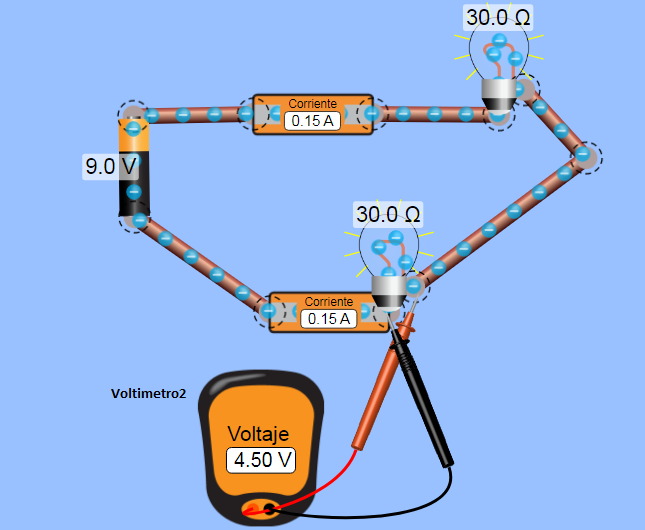 30.0 Ω
Corriente
0.15 A
9.0 V
30.0 Ω
Corriente
0.15 A
Voltimetro2
Voltaje
4.50 V